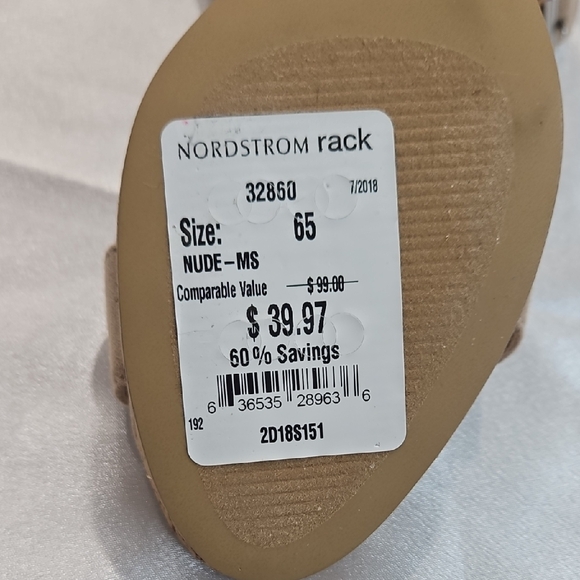 NORDSTROM rack
32860 7/2018
Size: 65
NUDE-MS
Comparable Value $ 99.00
$ 39.97
60% Savings
6 36535 28963 6
192
2D18S151